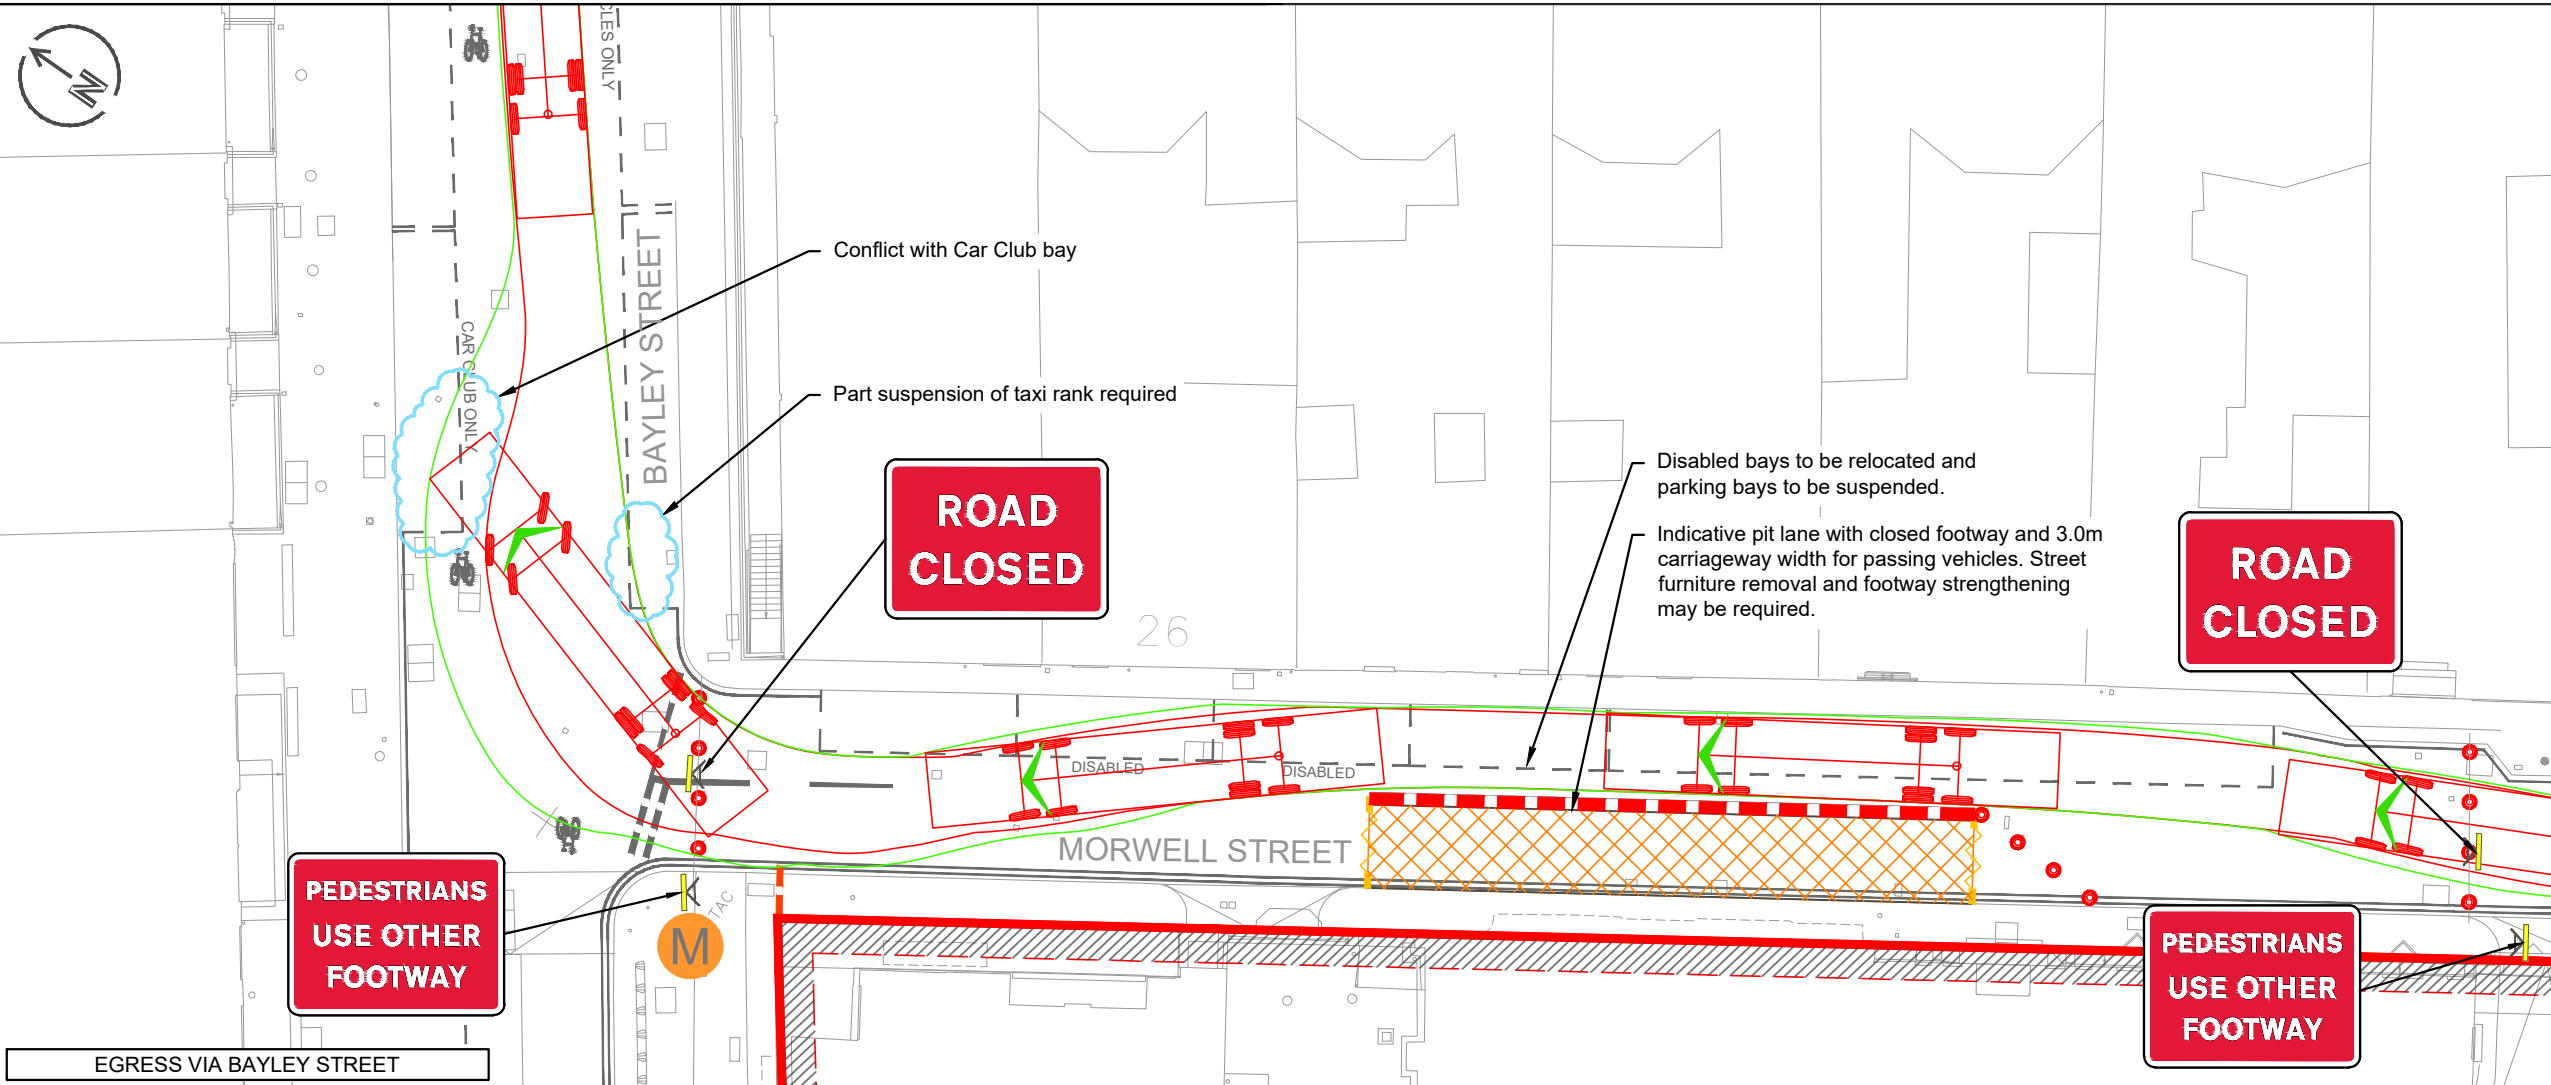 N
CLES ONLY
Conflict with Car Club bay
CAR CLUB ONLY
BAYLEY STREET
Part suspension of taxi rank required
ROAD
CLOSED
Disabled bays to be relocated and
parking bays to be suspended.
Indicative pit lane with closed footway and 3.0m
carriageway width for passing vehicles. Street
furniture removal and footway strengthening
may be required.
ROAD
CLOSED
26
DISABLED
DISABLED
MORWELL STREET
PEDESTRIANS
USE OTHER
FOOTWAY
TAC
M
PEDESTRIANS
USE OTHER
FOOTWAY
EGRESS VIA BAYLEY STREET